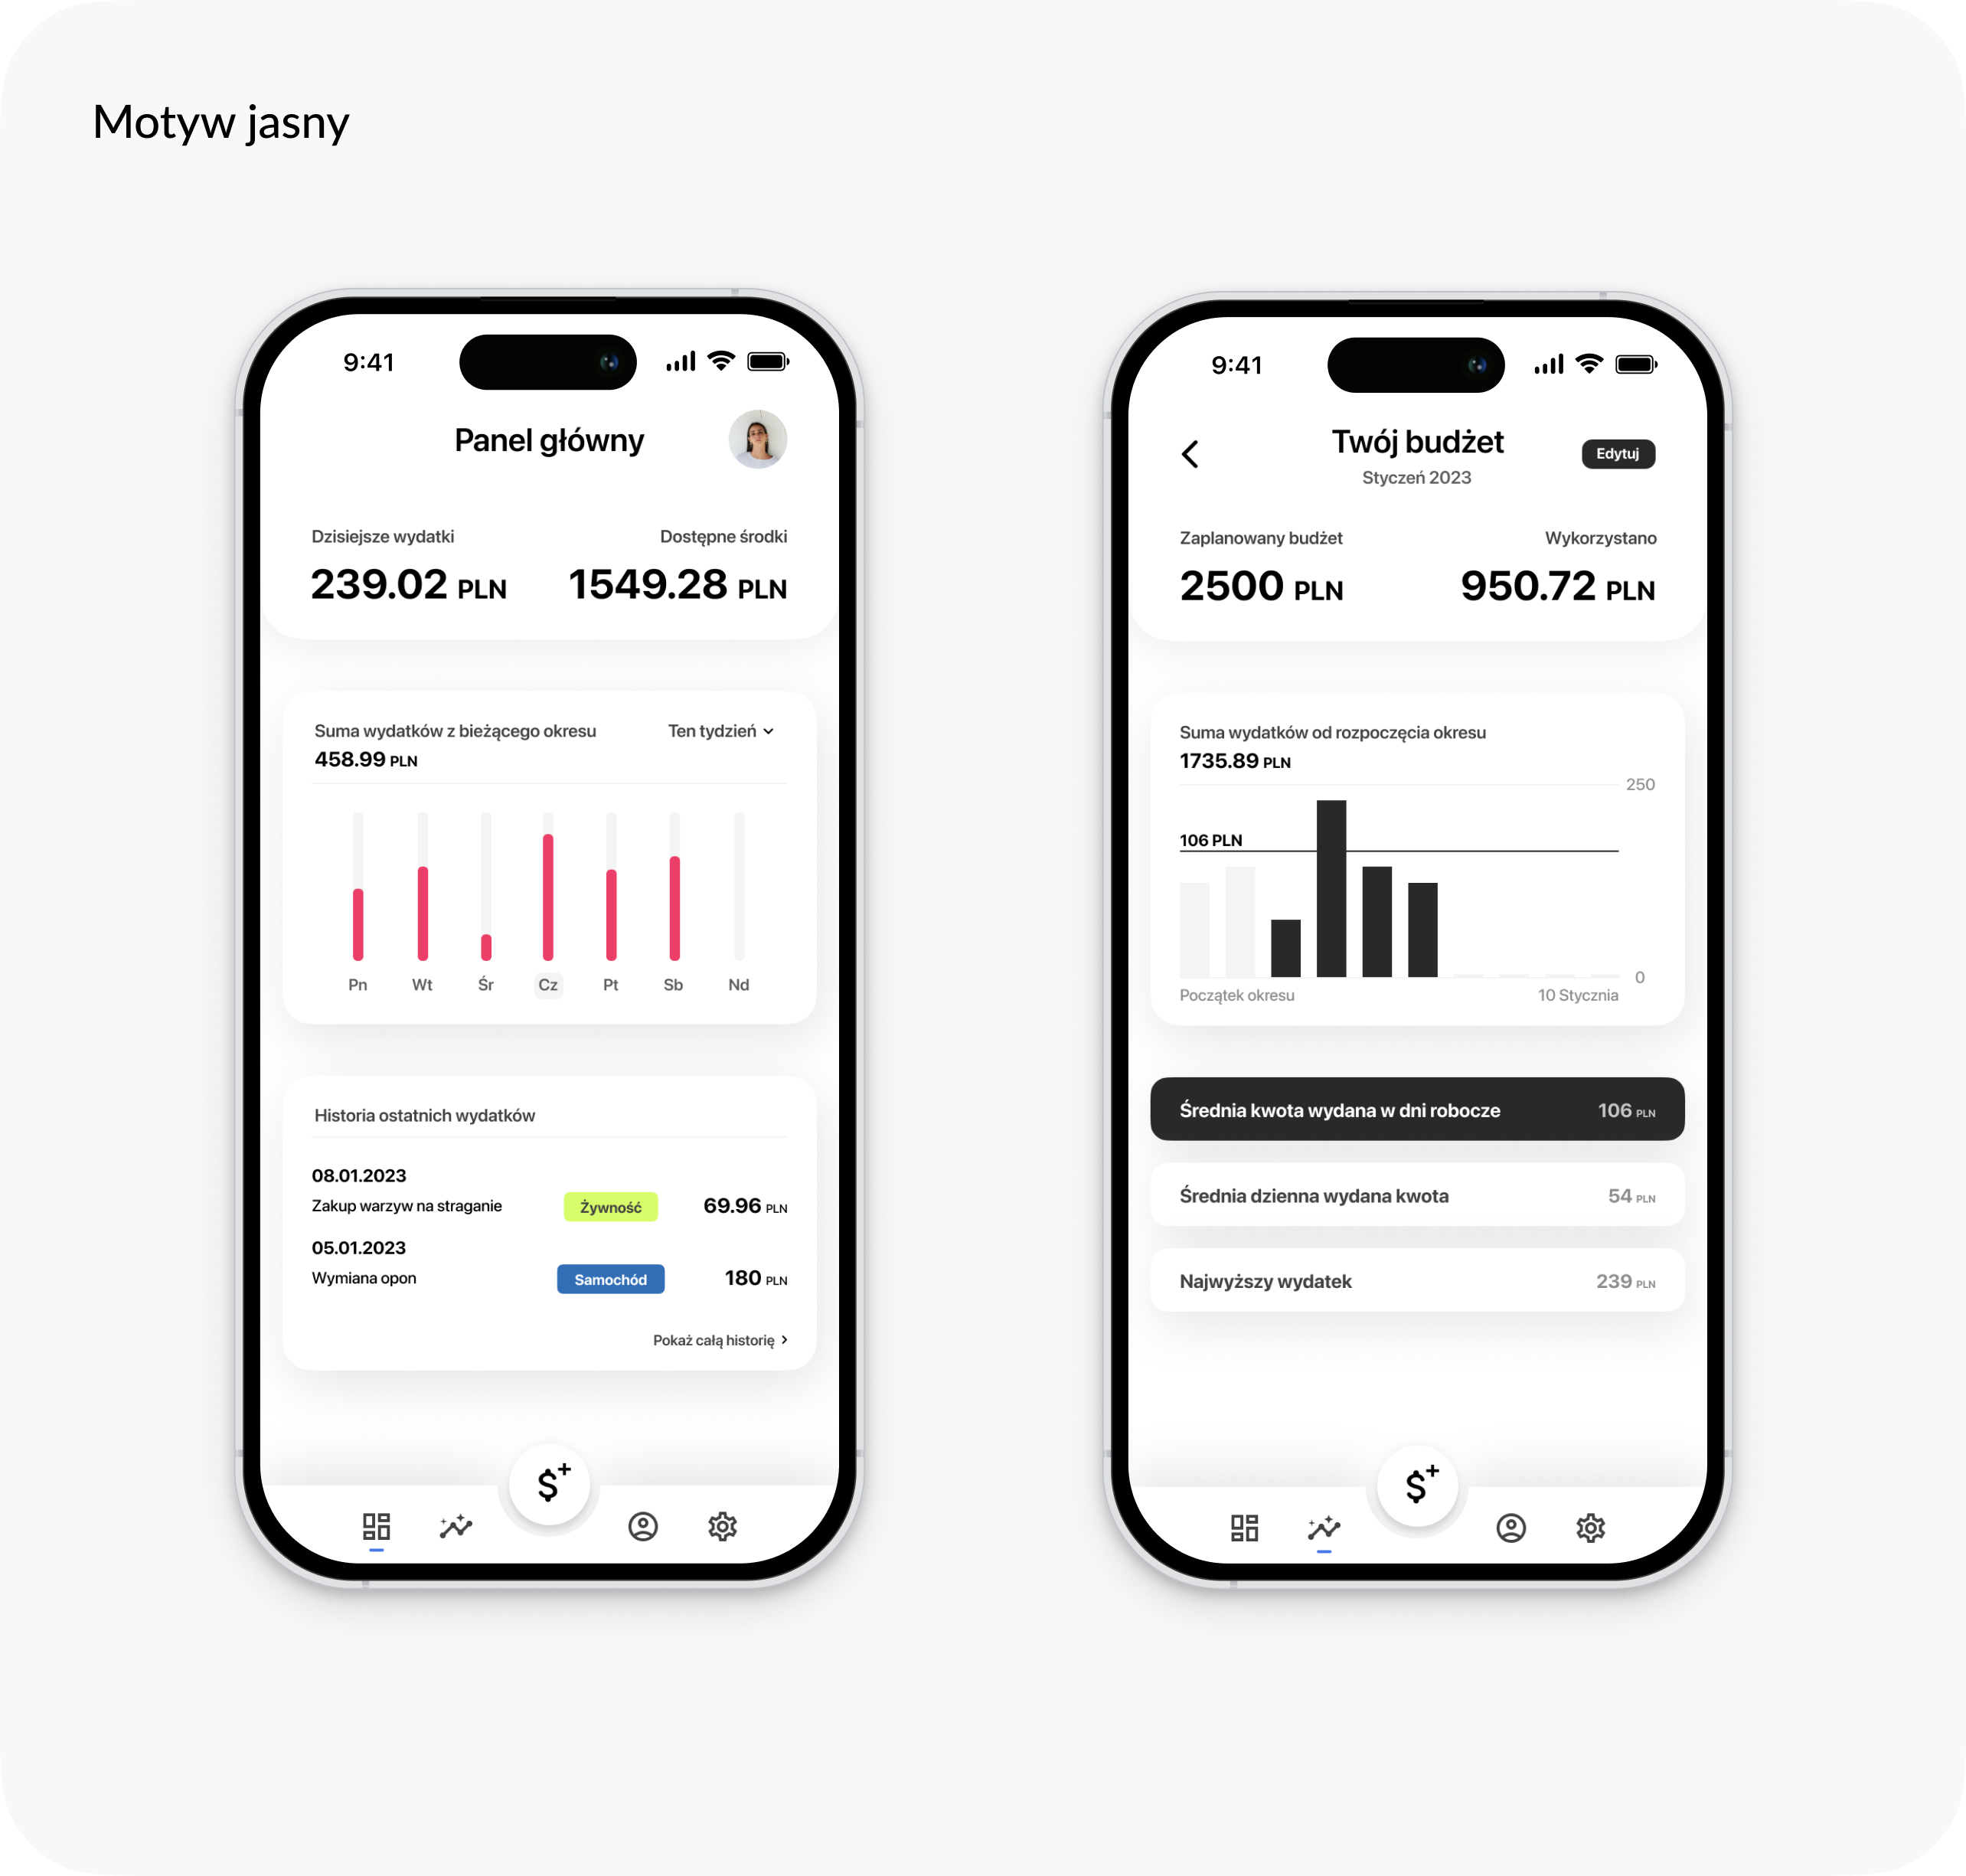 Motyw jasny
9:41
Panel główny
Dzisiejsze wydatki
Dostępne środki
239.02 PLN
1549.28 PLN
Suma wydatków z bieżącego okresu
Ten tydzień
458.99 PLN
Pn Wt Śr Cz Pt Sb Nd
Historia ostatnich wydatków
08.01.2023
Zakup warzyw na straganie Żywność 69.96 PLN
05.01.2023
Wymiana opon Samochód 180 PLN
Pokaż całą historię
$+
9:41
Twój budżet
Edytuj
Styczeń 2023
Zaplanowany budżet
Wykorzystano
2500 PLN
950.72 PLN
Suma wydatków od rozpoczęcia okresu
1735.89 PLN
250
106 PLN
0
Początek okresu
10 Stycznia
Średnia kwota wydana w dni robocze 106 PLN
Średnia dzienna wydana kwota 54 PLN
Najwyższy wydatek 239 PLN
$+